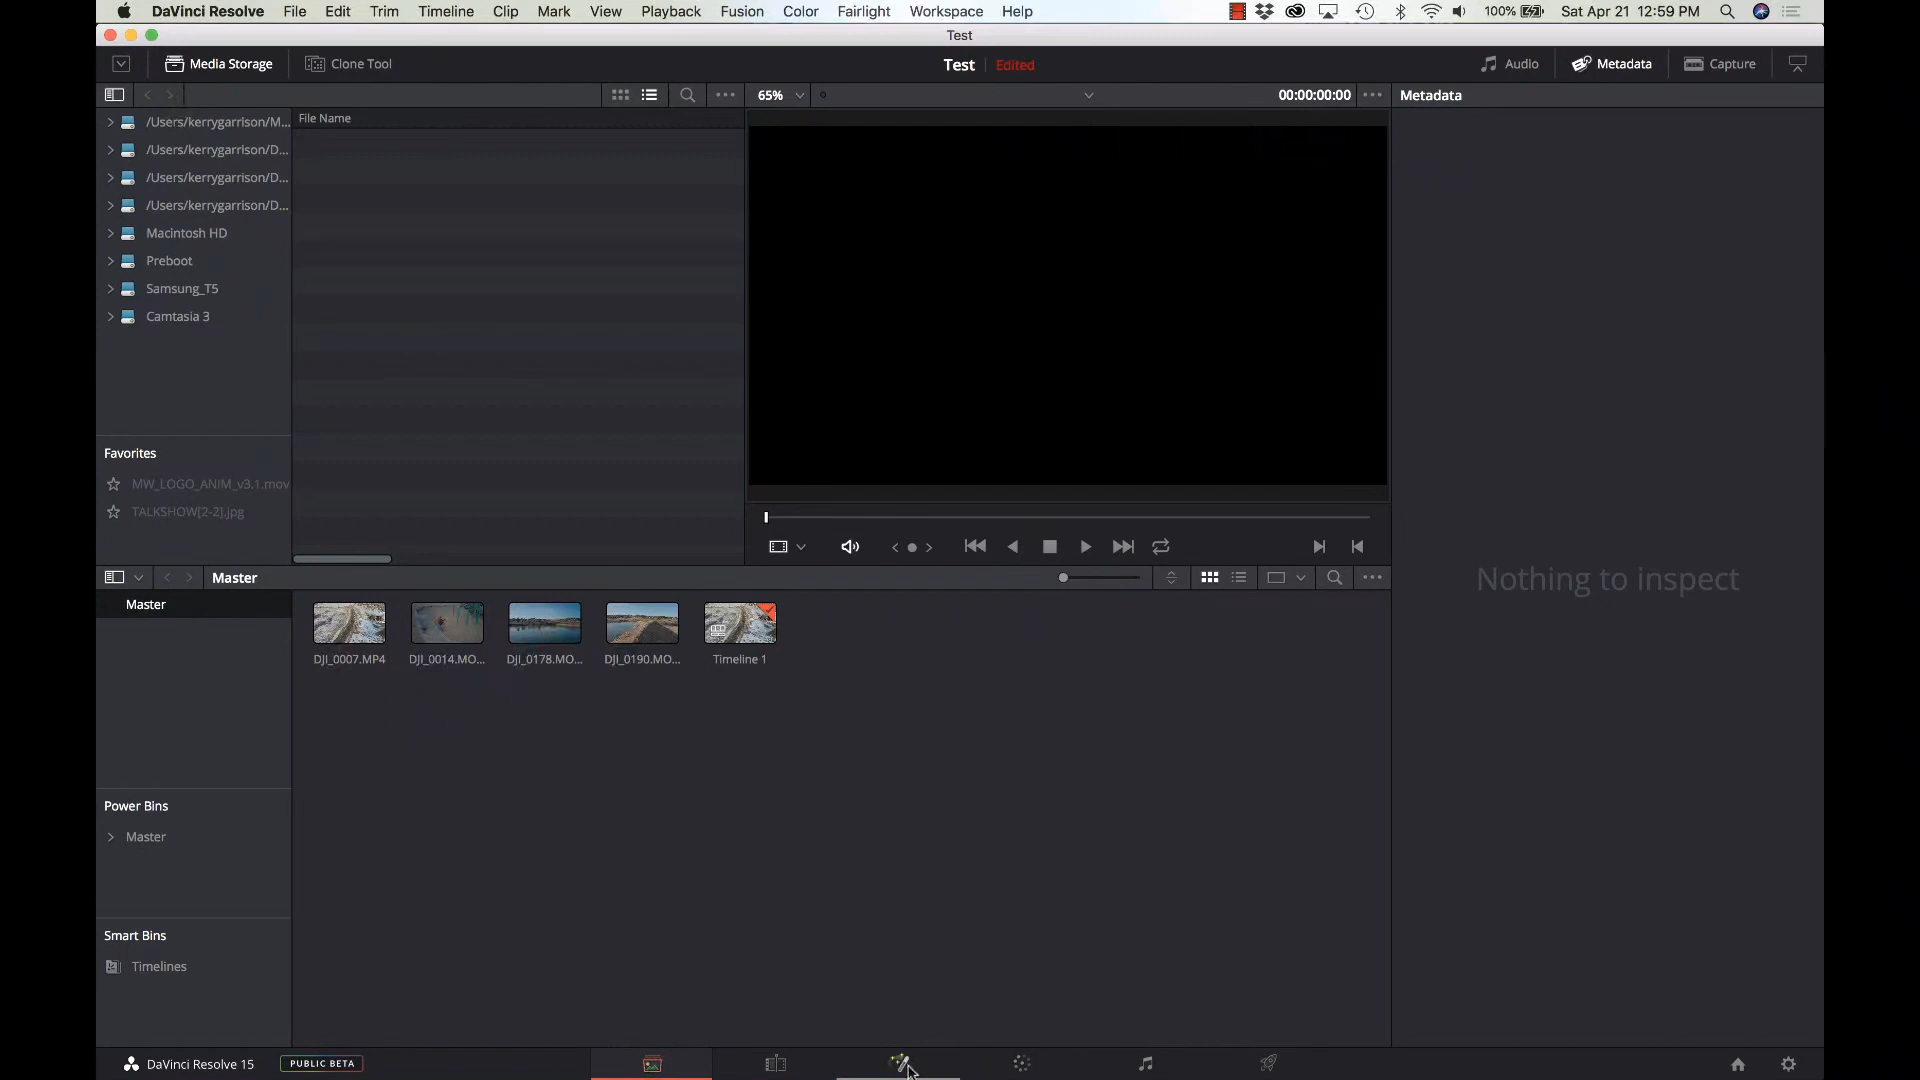 DaVinci Resolve File Edit Trim Timeline Clip Mark View Playback Fusion Color Fairlight Workspace Help 100% Sat Apr 21 12:59 PM
Test
Media Storage Clone Tool Test Edited Audio Metadata Capture
65% 00:00:00:00 Metadata
File Name
/Users/kerrygarrison/M...
/Users/kerrygarrison/D...
/Users/kerrygarrison/D...
/Users/kerrygarrison/D...
Macintosh HD
Preboot
Samsung_T5
Camtasia 3
Favorites
MW_LOGO_ANIM_v3.1.mov
TALKSHOW[2-2].jpg
Nothing to inspect
Master
Master
DJI_0007.MP4 DJI_0014.MO... DJI_0178.MO... DJI_0190.MO... Timeline 1
Power Bins
Master
Smart Bins
Timelines
DaVinci Resolve 15 PUBLIC BETA